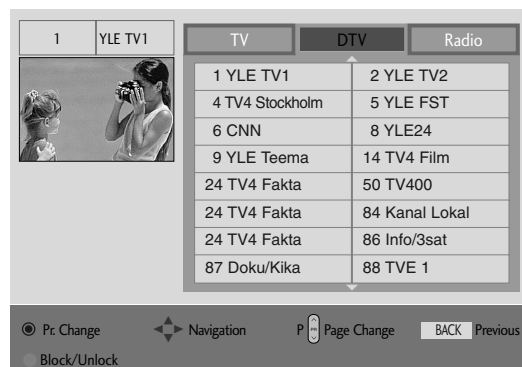 1 YLE TV1
TV DTV Radio
1 YLE TV1 2 YLE TV2
4 TV4 Stockholm 5 YLE FST
6 CNN 8 YLE24
9 YLE Teema 14 TV4 Film
24 TV4 Fakta 50 TV400
24 TV4 Fakta 84 Kanal Lokal
24 TV4 Fakta 86 Info/3sat
87 Doku/Kika 88 TVE 1
Pr. Change Navigation P PR Page Change BACK Previous
Block/Unlock